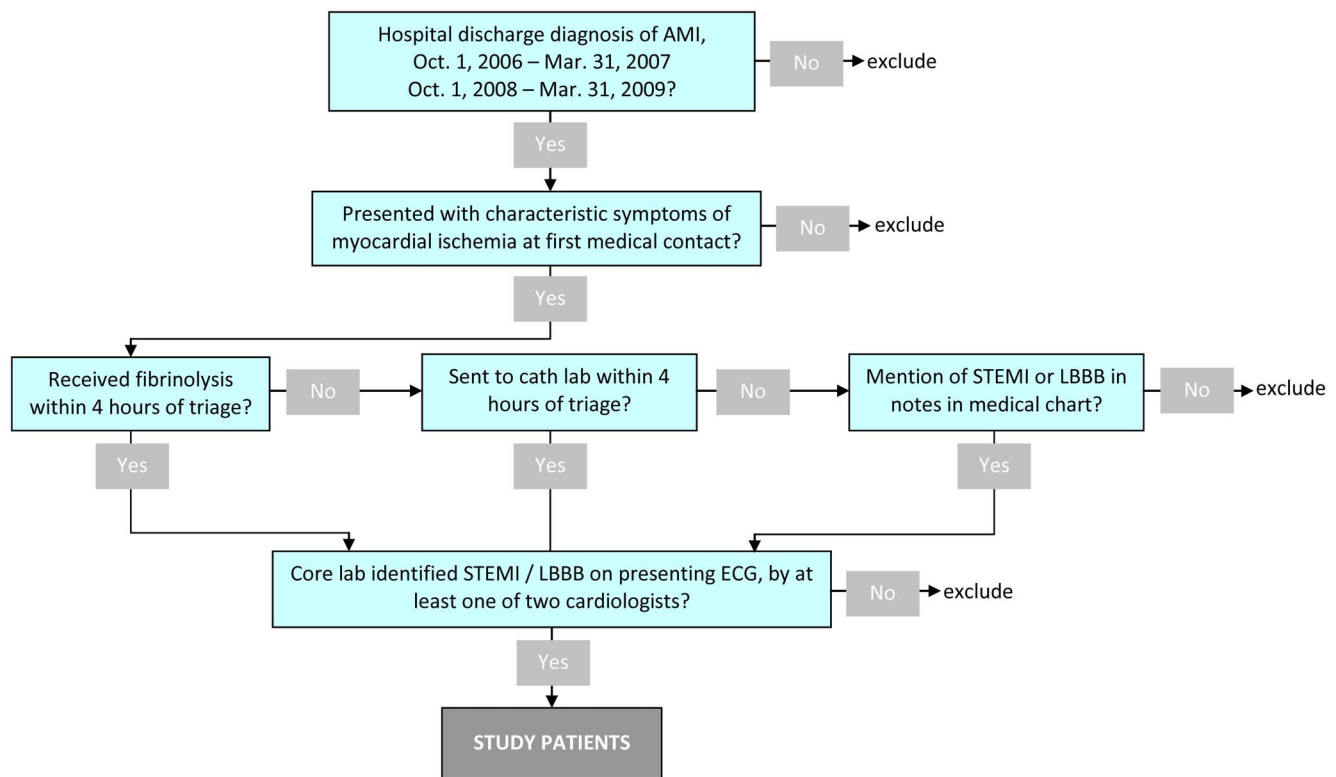 Hospital discharge diagnosis of AMI,
Oct. 1, 2006 – Mar. 31, 2007
Oct. 1, 2008 – Mar. 31, 2009?
No
exclude
Yes
Presented with characteristic symptoms of
myocardial ischemia at first medical contact?
No
exclude
Yes
Received fibrinolysis
within 4 hours of triage?
No
Sent to cath lab within 4
hours of triage?
No
Mention of STEMI or LBBB in
notes in medical chart?
No
exclude
Yes
Yes
Yes
Core lab identified STEMI / LBBB on presenting ECG, by at
least one of two cardiologists?
No
exclude
Yes
STUDY PATIENTS